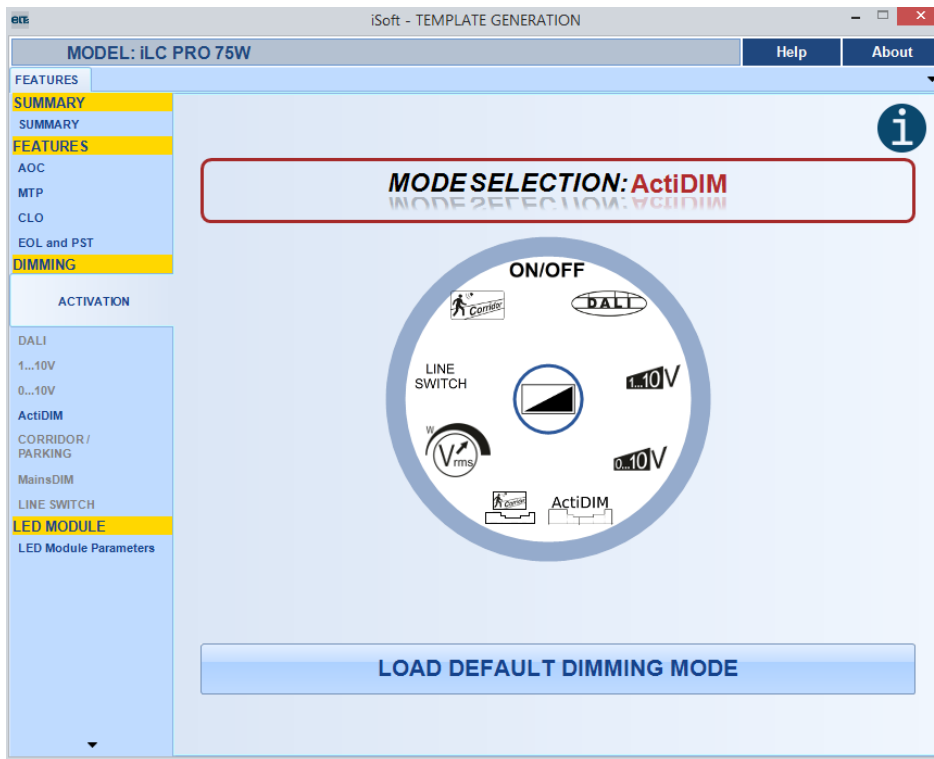 ELT
iSoft - TEMPLATE GENERATION
MODEL: iLC PRO 75W
Help
About
FEATURES
SUMMARY
SUMMARY
FEATURES
AOC
MTP
CLO
EOL and PST
DIMMING
ACTIVATION
DALI
1...10V
0...10V
ActiDIM
CORRIDOR /
PARKING
MainsDIM
LINE SWITCH
LED MODULE
LED Module Parameters
i
MODE SELECTION: ActiDIM
ON/OFF
Corridor
DALI
LINE
SWITCH
1...10V
W
Vrms
0...10V
Corridor
ActiDIM
LOAD DEFAULT DIMMING MODE